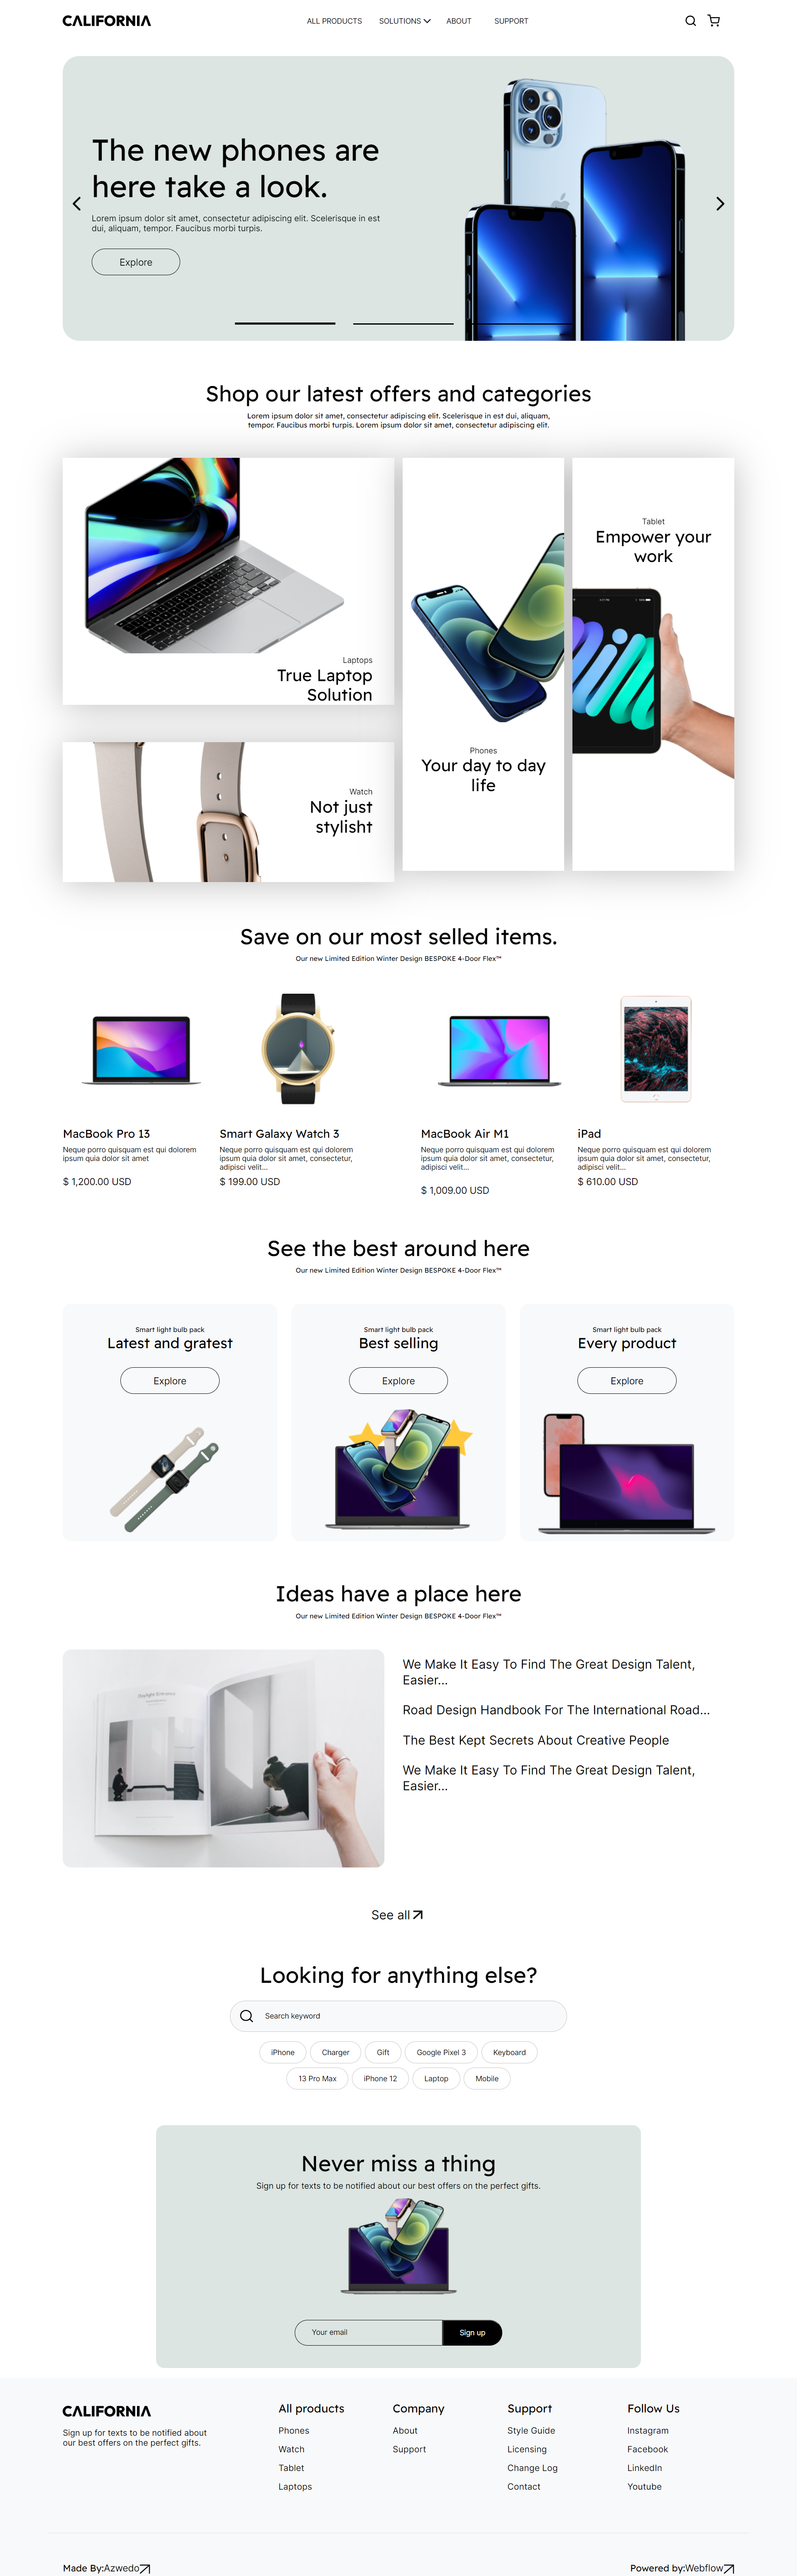 CALIFORNIA
ALL PRODUCTS
SOLUTIONS
ABOUT
SUPPORT
The new phones are
here take a look.
Lorem ipsum dolor sit amet, consectetur adipiscing elit. Scelerisque in est
dui, aliquam, tempor. Faucibus morbi turpis.
Explore
Shop our latest offers and categories
Lorem ipsum dolor sit amet, consectetur adipiscing elit. Scelerisque in est dui, aliquam,
tempor. Faucibus morbi turpis. Lorem ipsum dolor sit amet, consectetur adipiscing elit.
Laptops
True Laptop
Solution
Watch
Not just
stylisht
Phones
Your day to day
life
Tablet
Empower your
work
Save on our most selled items.
Our new Limited Edition Winter Design BESPOKE 4-Door Flex™
MacBook Pro 13
Neque porro quisquam est qui dolorem
ipsum quia dolor sit amet
$ 1,200.00 USD
Smart Galaxy Watch 3
Neque porro quisquam est qui dolorem
ipsum quia dolor sit amet, consectetur,
adipisci velit...
$ 199.00 USD
MacBook Air M1
Neque porro quisquam est qui dolorem
ipsum quia dolor sit amet, consectetur,
adipisci velit...
$ 1,009.00 USD
iPad
Neque porro quisquam est qui dolorem
ipsum quia dolor sit amet, consectetur,
adipisci velit...
$ 610.00 USD
See the best around here
Our new Limited Edition Winter Design BESPOKE 4-Door Flex™
Smart light bulb pack
Latest and gratest
Explore
Smart light bulb pack
Best selling
Explore
Smart light bulb pack
Every product
Explore
Ideas have a place here
Our new Limited Edition Winter Design BESPOKE 4-Door Flex™
We Make It Easy To Find The Great Design Talent,
Easier...
Road Design Handbook For The International Road...
The Best Kept Secrets About Creative People
We Make It Easy To Find The Great Design Talent,
Easier...
See all
Looking for anything else?
Search keyword
iPhone
Charger
Gift
Google Pixel 3
Keyboard
13 Pro Max
iPhone 12
Laptop
Mobile
Never miss a thing
Sign up for texts to be notified about our best offers on the perfect gifts.
Your email
Sign up
CALIFORNIA
Sign up for texts to be notified about
our best offers on the perfect gifts.
All products
Phones
Watch
Tablet
Laptops
Company
About
Support
Support
Style Guide
Licensing
Change Log
Contact
Follow Us
Instagram
Facebook
LinkedIn
Youtube
Made By:Azwedo
Powered by:Webflow